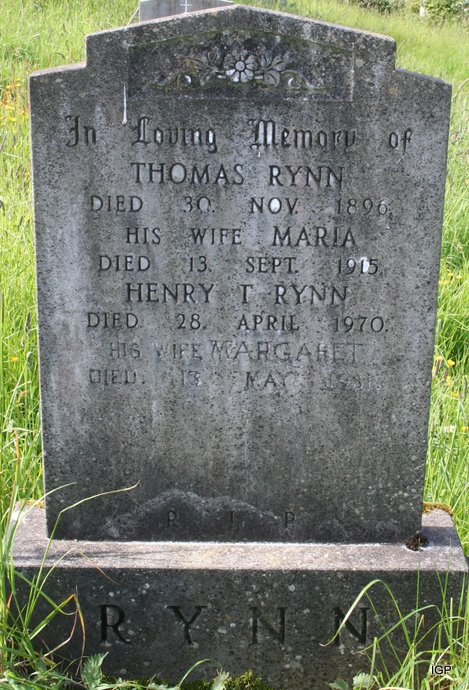 In Loving Memory of
THOMAS RYNN
DIED 30. NOV. 1896.
HIS WIFE MARIA
DIED 13. SEPT. 1915.
HENRY T RYNN
DIED 28. APRIL 1970.
HIS WIFE MARGARET
DIED. MAY
R I P
RYNN
IGP